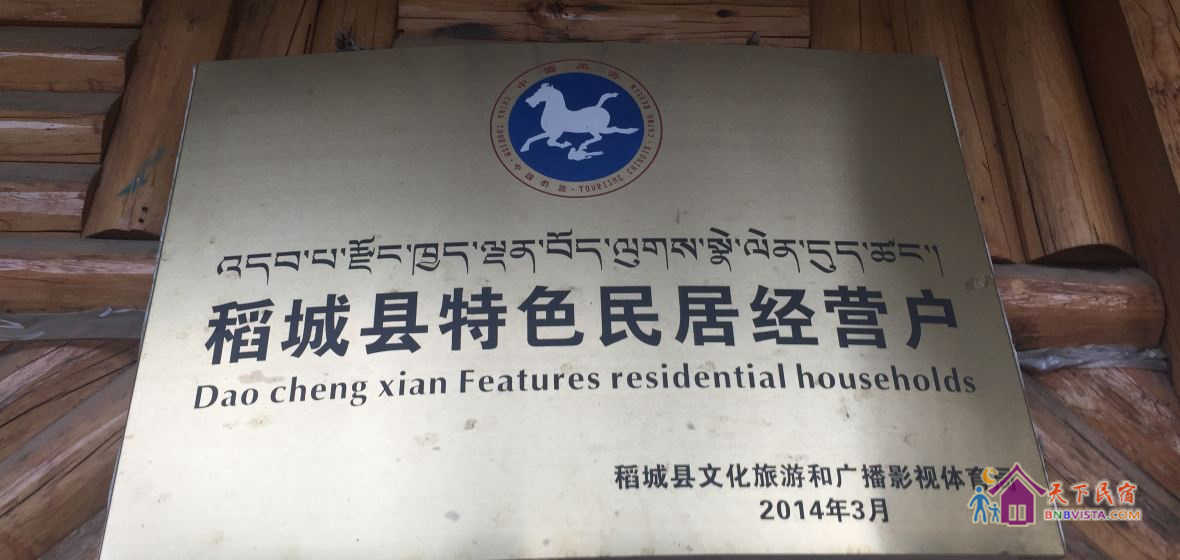 འདབ་པ་རྫོང་ཁྱད་ལྡན་བོད་ལུགས་སྣེ་ལེན་དུད་ཚང་།
稻城县特色民居经营户
Dao cheng xian Features residential households
稻城县文化旅游和广播影视体育
2014年3月
天下民宿
BNBVISTA.COM